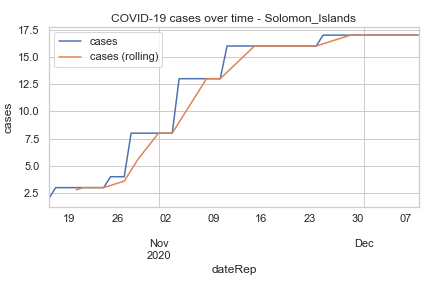 COVID-19 cases over time - Solomon_Islands
cases
cases (rolling)
17.5
15.0
12.5
10.0
7.5
5.0
2.5
cases
19 26 02 09 16 23 30 07
Nov Dec
2020
dateRep